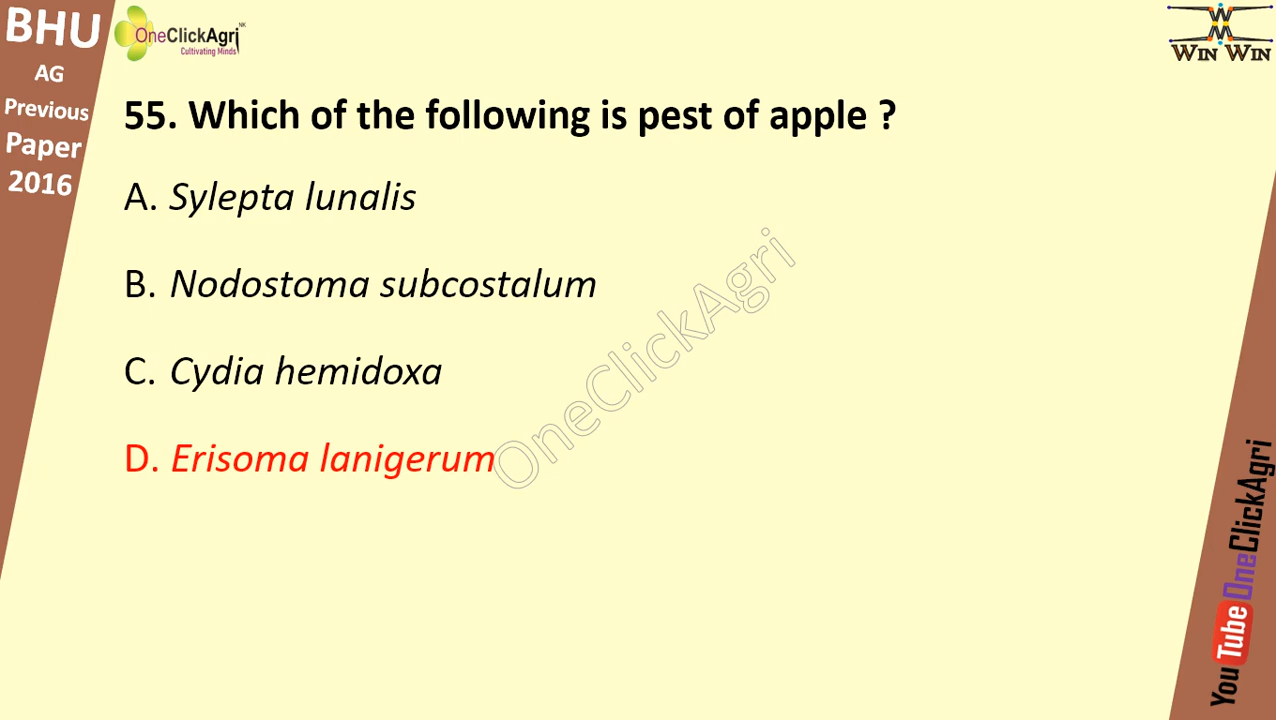 BHU
AG
Previous
Paper
2016
OneClickAgri NK
Cultivating Minds
WIN WIN
55. Which of the following is pest of apple ?
A. Sylepta lunalis
B. Nodostoma subcostalum
C. Cydia hemidoxa
D. Erisoma lanigerum
OneClickAgri
YouTube OneClickAgri